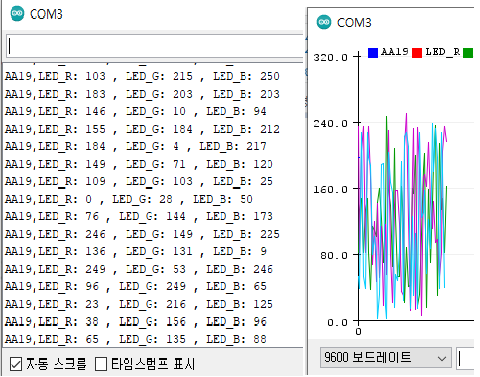 COM3
AA19,LED_R: 103 , LED_G: 215 , LED_B: 250
AA19,LED_R: 183 , LED_G: 203 , LED_B: 203
AA19,LED_R: 146 , LED_G: 10 , LED_B: 94
AA19,LED_R: 155 , LED_G: 184 , LED_B: 212
AA19,LED_R: 184 , LED_G: 4 , LED_B: 217
AA19,LED_R: 149 , LED_G: 71 , LED_B: 120
AA19,LED_R: 109 , LED_G: 103 , LED_B: 25
AA19,LED_R: 0 , LED_G: 28 , LED_B: 50
AA19,LED_R: 76 , LED_G: 144 , LED_B: 173
AA19,LED_R: 246 , LED_G: 149 , LED_B: 225
AA19,LED_R: 136 , LED_G: 131 , LED_B: 9
AA19,LED_R: 249 , LED_G: 53 , LED_B: 246
AA19,LED_R: 96 , LED_G: 249 , LED_B: 65
AA19,LED_R: 23 , LED_G: 216 , LED_B: 125
AA19,LED_R: 38 , LED_G: 156 , LED_B: 96
AA19,LED_R: 65 , LED_G: 135 , LED_B: 88
자동 스크롤 타임스탬프 표시
COM3
AA19 LED_R
320.0
240.0
160.0
80.0
0.0
0
9600 보드레이트